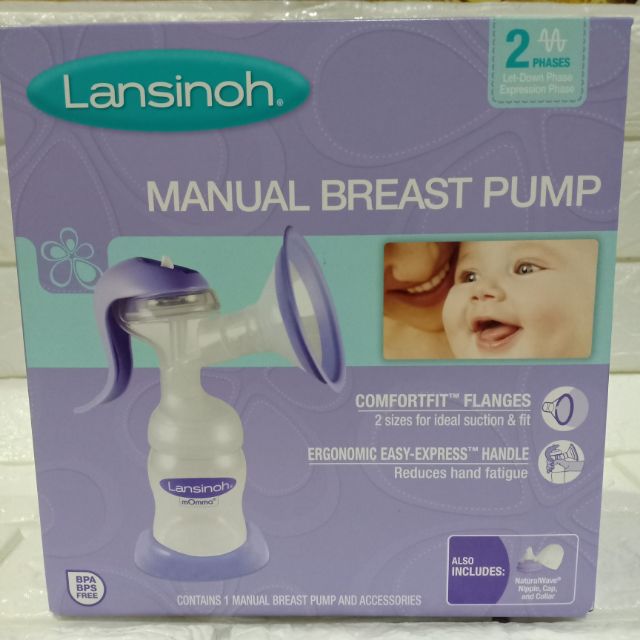 Lansinoh®
2 PHASES
Let-Down Phase
Expression Phase
MANUAL BREAST PUMP
COMFORTFIT™ FLANGES
2 sizes for ideal suction & fit
ERGONOMIC EASY-EXPRESS™ HANDLE
Reduces hand fatigue
Lansinoh®
mOmma®
ALSO
INCLUDES:
NaturalWave®
Nipple, Cap,
and Collar
BPA
BPS
FREE
CONTAINS 1 MANUAL BREAST PUMP AND ACCESSORIES